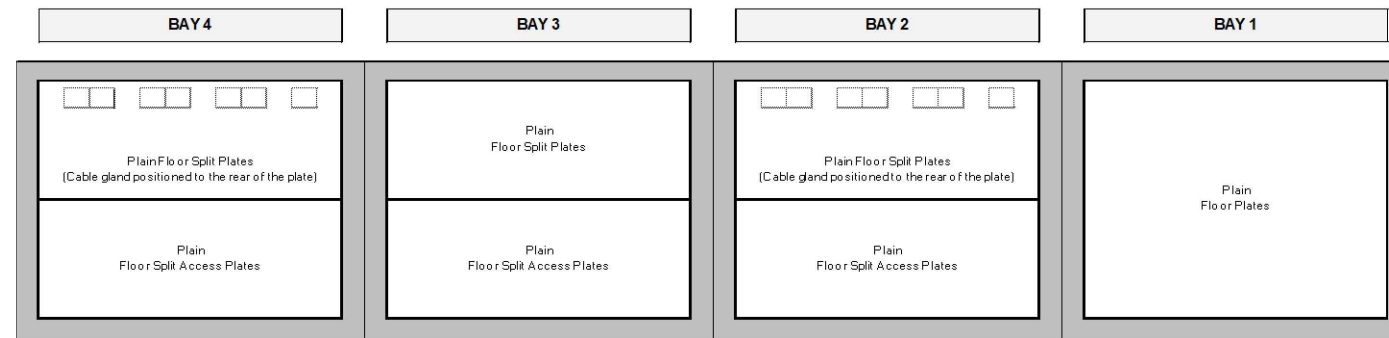 BAY 4
BAY 3
BAY 2
BAY 1
Plain Floor Split Plates
(Cable gland positioned to the rear of the plate)
Plain
Floor Split Access Plates
Plain
Floor Split Plates
Plain
Floor Split Access Plates
Plain Floor Split Plates
(Cable gland positioned to the rear of the plate)
Plain
Floor Split Access Plates
Plain
Floor Plates